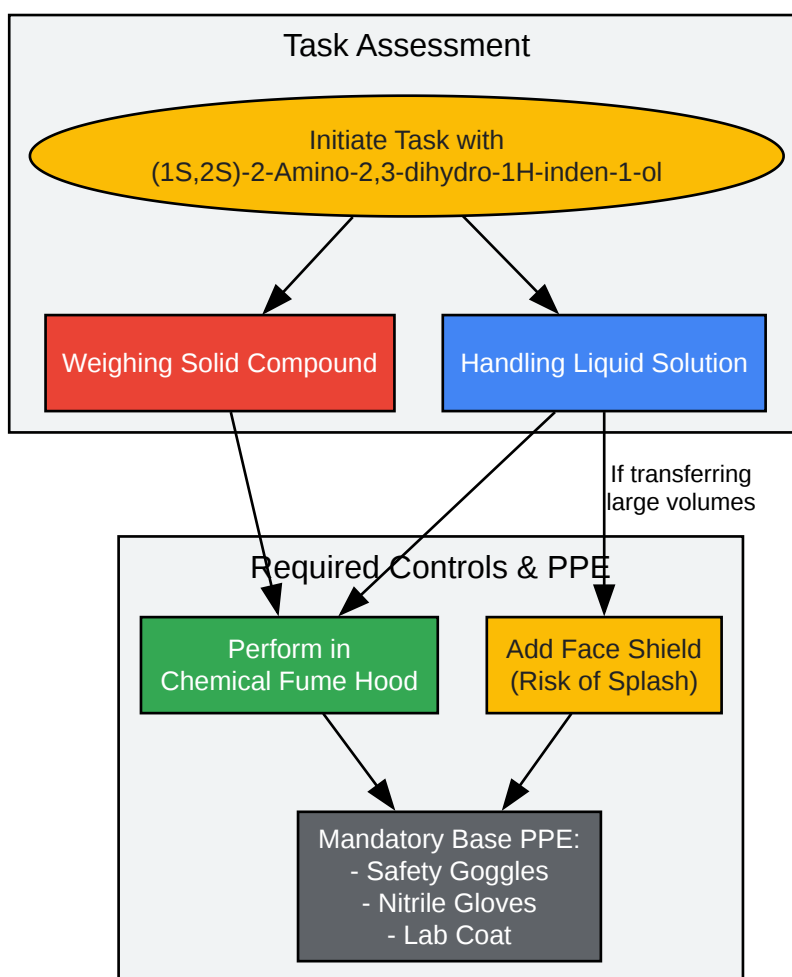 Task Assessment
Initiate Task with
(1S,2S)-2-Amino-2,3-dihydro-1H-inden-1-ol
Weighing Solid Compound
Handling Liquid Solution
If transferring
large volumes
Required Controls & PPE
Perform in
Chemical Fume Hood
Add Face Shield
(Risk of Splash)
Mandatory Base PPE:
- Safety Goggles
- Nitrile Gloves
- Lab Coat